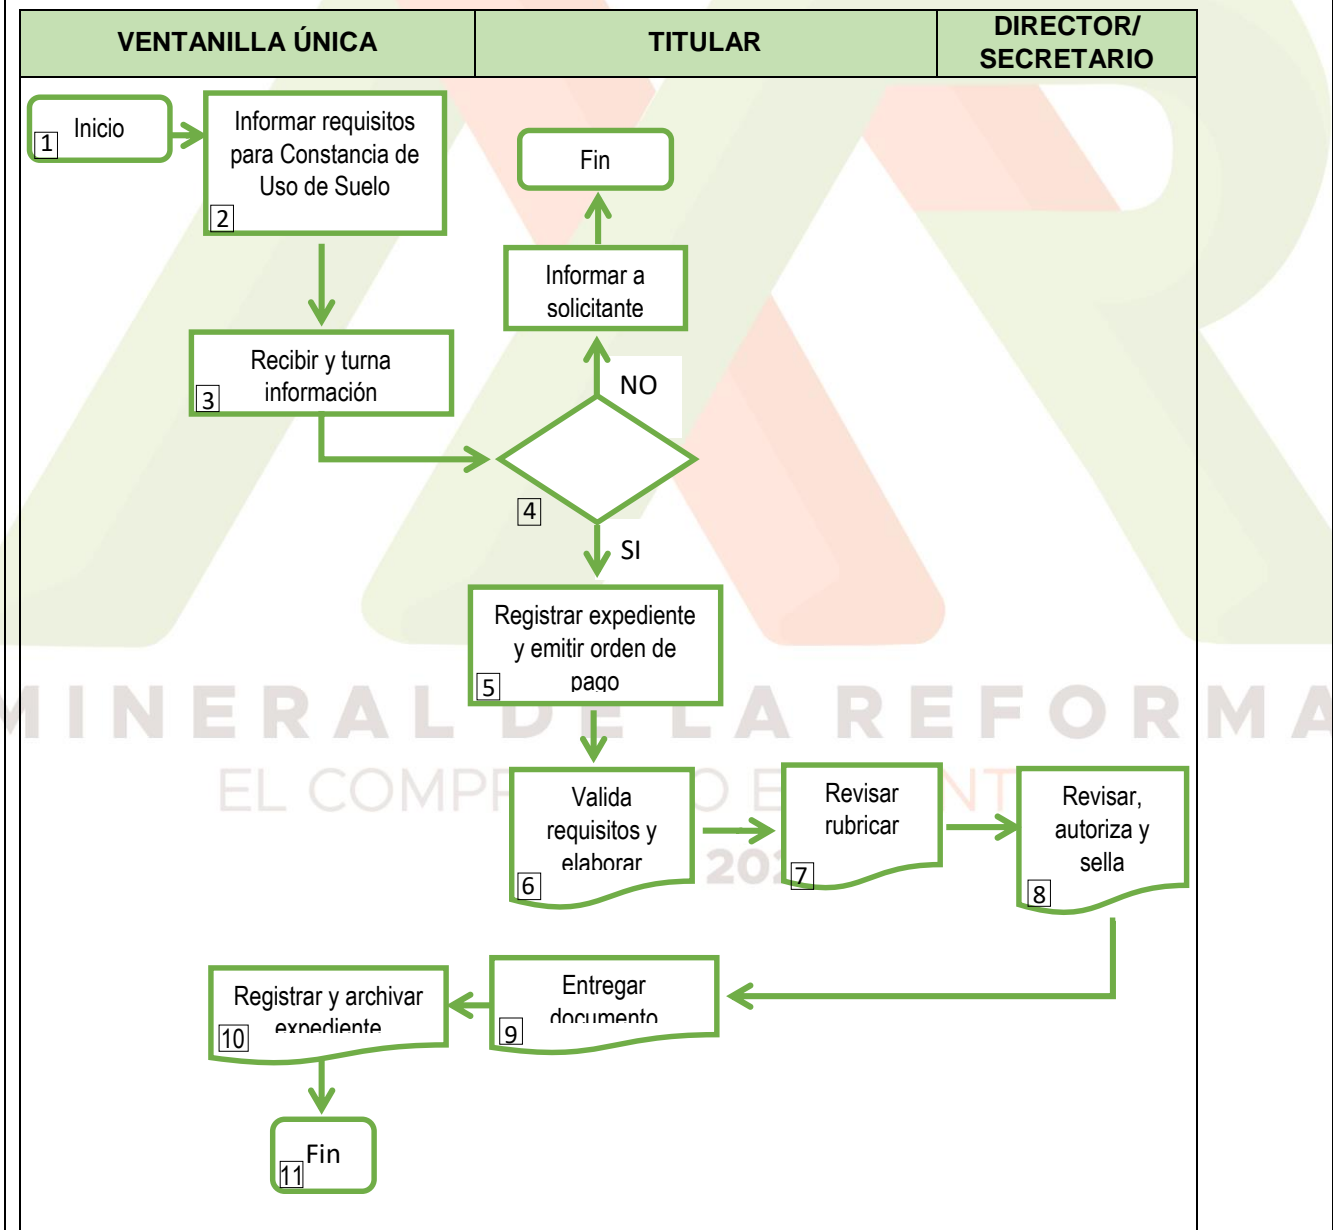 VENTANILLA ÚNICA
TITULAR
DIRECTOR/
SECRETARIO
Inicio
1
Informar requisitos
para Constancia de
Uso de Suelo
2
Fin
Informar a
solicitante
Recibir y turna
información
3
NO
4
SI
Registrar expediente
y emitir orden de
pago
5
MINERAL DE LA REFORMA
EL COMP
Valida
requisitos y
elaborar
6
Revisar
rubricar
7
Revisar,
autoriza y
sella
8
Entregar
documento
9
Registrar y archivar
expediente
10
Fin
11